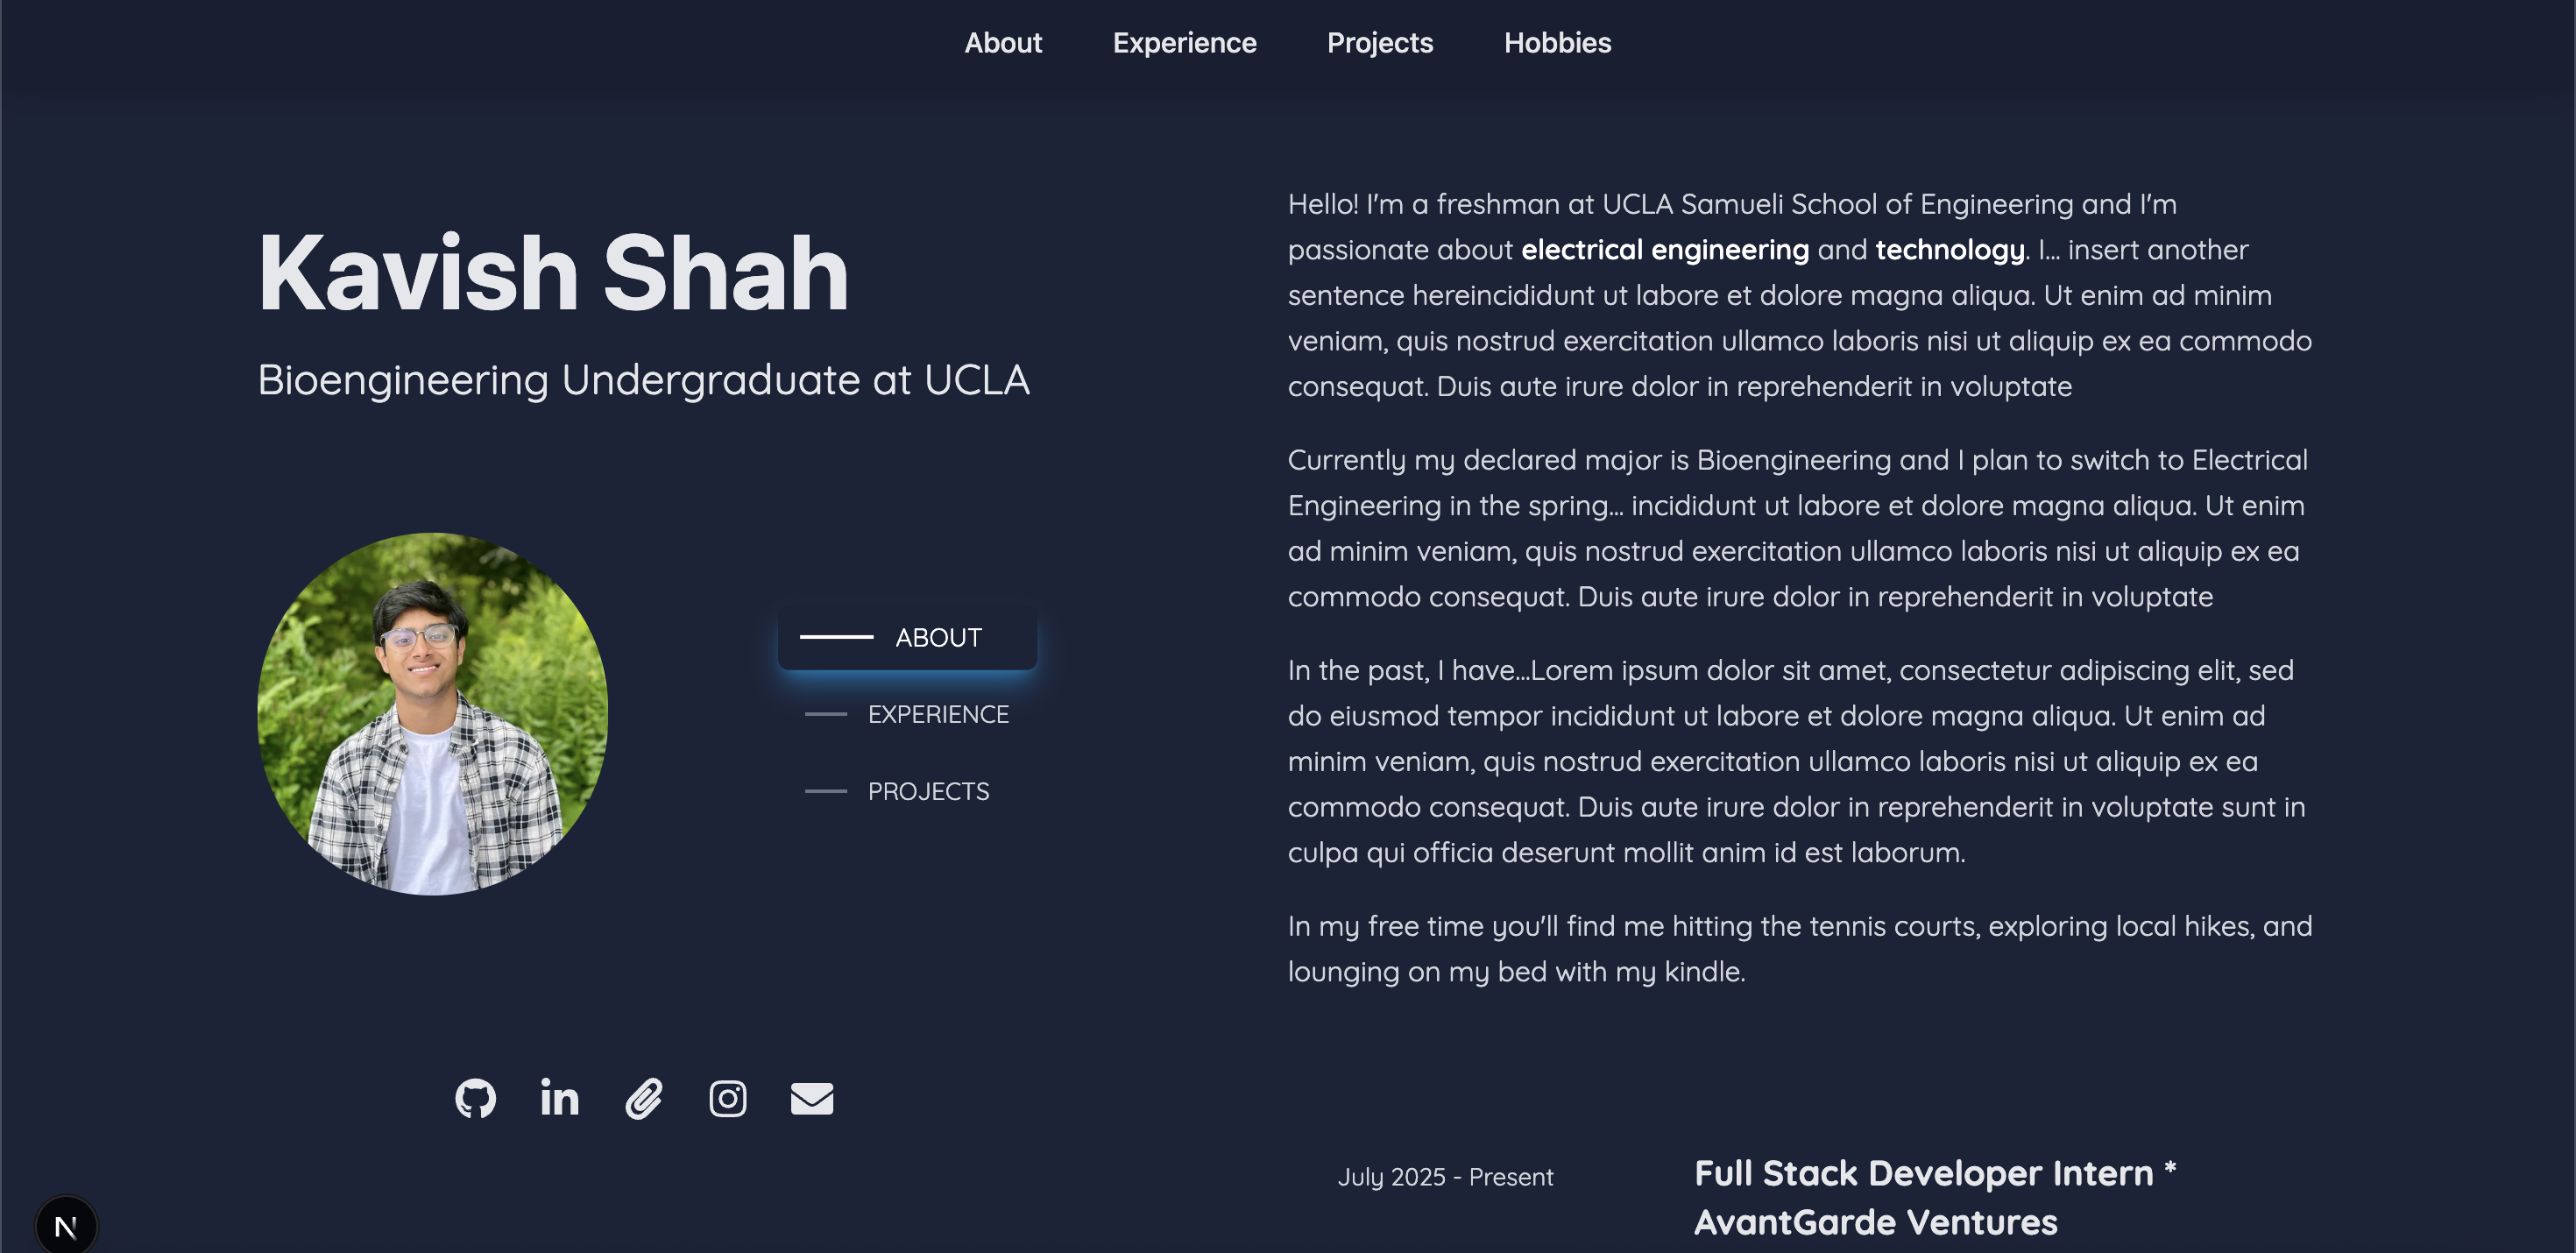 About Experience Projects Hobbies
Kavish Shah
Bioengineering Undergraduate at UCLA
ABOUT
EXPERIENCE
PROJECTS
Hello! I'm a freshman at UCLA Samueli School of Engineering and I'm
passionate about electrical engineering and technology. I... insert another
sentence hereincididunt ut labore et dolore magna aliqua. Ut enim ad minim
veniam, quis nostrud exercitation ullamco laboris nisi ut aliquip ex ea commodo
consequat. Duis aute irure dolor in reprehenderit in voluptate
Currently my declared major is Bioengineering and I plan to switch to Electrical
Engineering in the spring... incididunt ut labore et dolore magna aliqua. Ut enim
ad minim veniam, quis nostrud exercitation ullamco laboris nisi ut aliquip ex ea
commodo consequat. Duis aute irure dolor in reprehenderit in voluptate
In the past, I have...Lorem ipsum dolor sit amet, consectetur adipiscing elit, sed
do eiusmod tempor incididunt ut labore et dolore magna aliqua. Ut enim ad
minim veniam, quis nostrud exercitation ullamco laboris nisi ut aliquip ex ea
commodo consequat. Duis aute irure dolor in reprehenderit in voluptate sunt in
culpa qui officia deserunt mollit anim id est laborum.
In my free time you'll find me hitting the tennis courts, exploring local hikes, and
lounging on my bed with my kindle.
in
July 2025 - Present
Full Stack Developer Intern *
AvantGarde Ventures
N